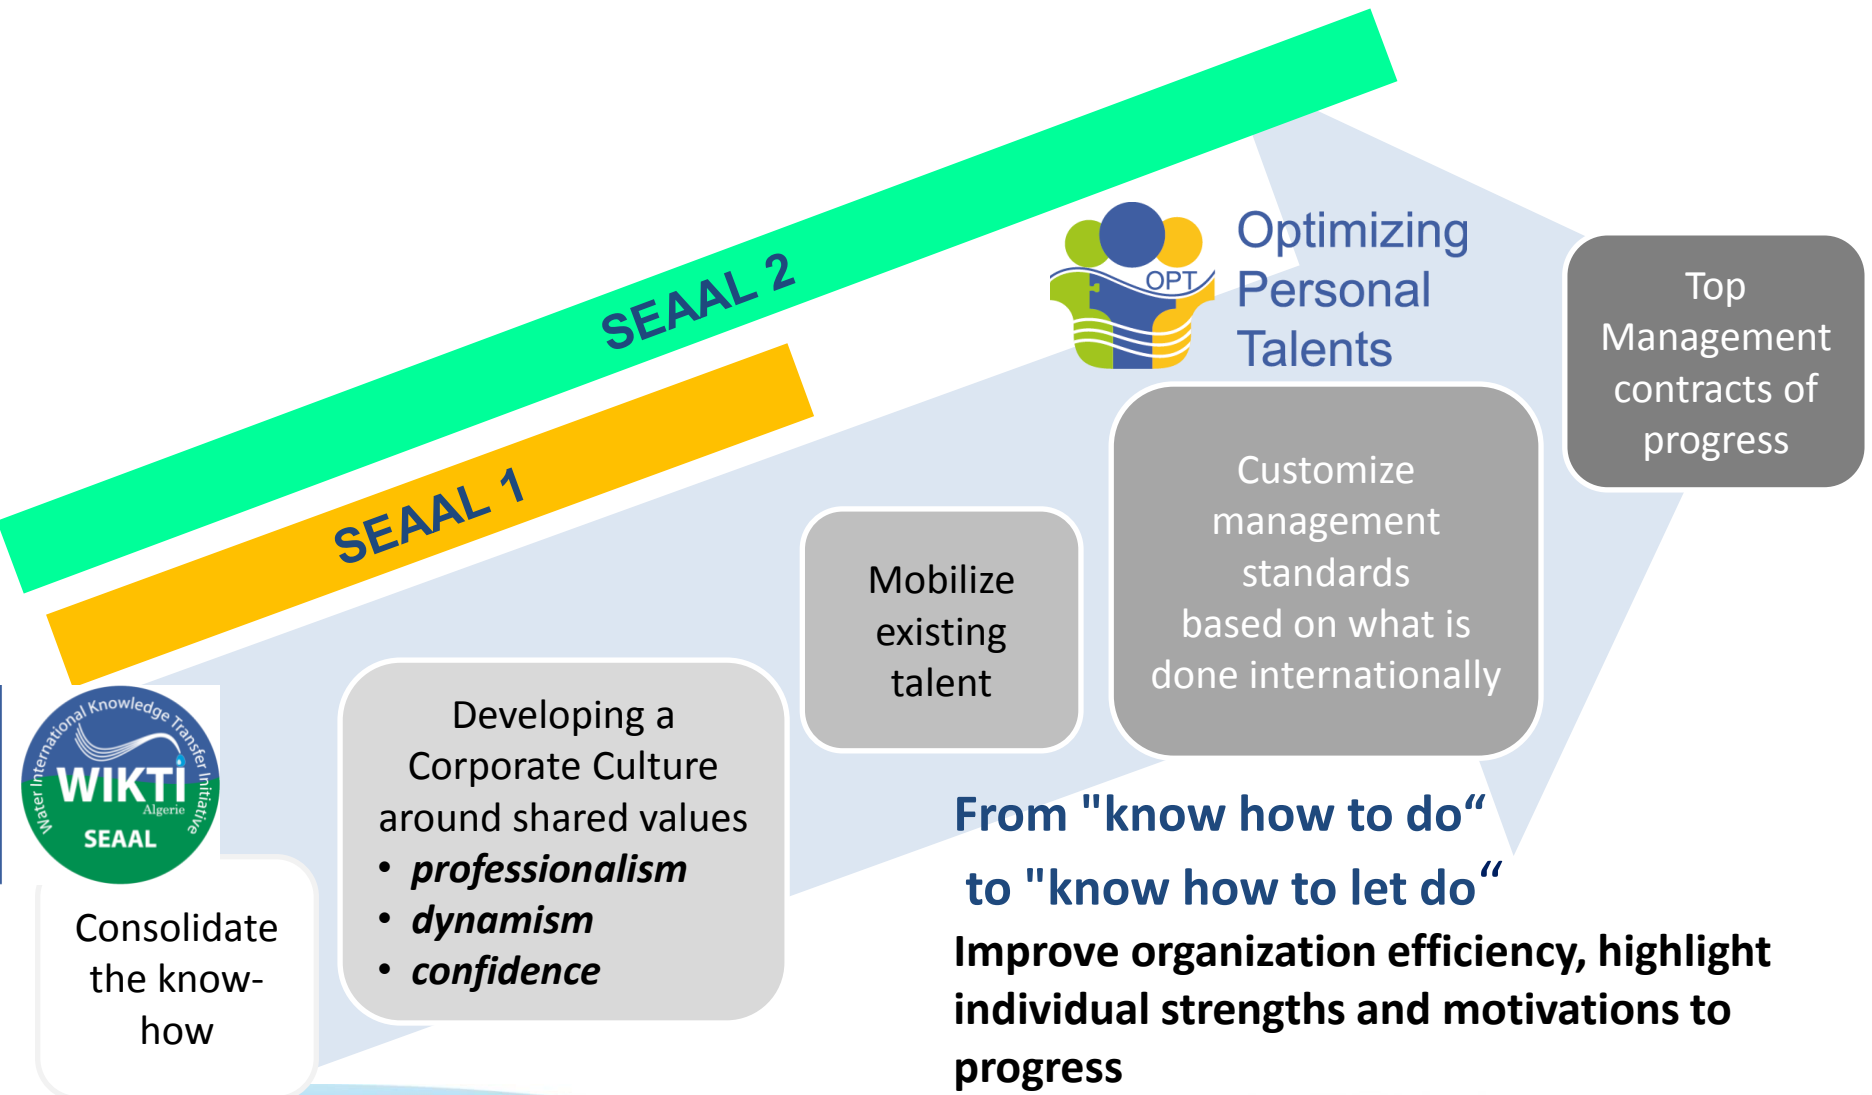 SEAAL 2
SEAAL 1
OPT
Optimizing
Personal
Talents
Top
Management
contracts of
progress
Customize
management
standards
based on what is
done internationally
Mobilize
existing
talent
Developing a
Corporate Culture
around shared values
• professionalism
• dynamism
• confidence
Water International Knowledge Transfer Initiative
WIKTI
Algerie
SEAAL
Consolidate
the know-
how
From "know how to do“
to "know how to let do“
Improve organization efficiency, highlight
individual strengths and motivations to
progress